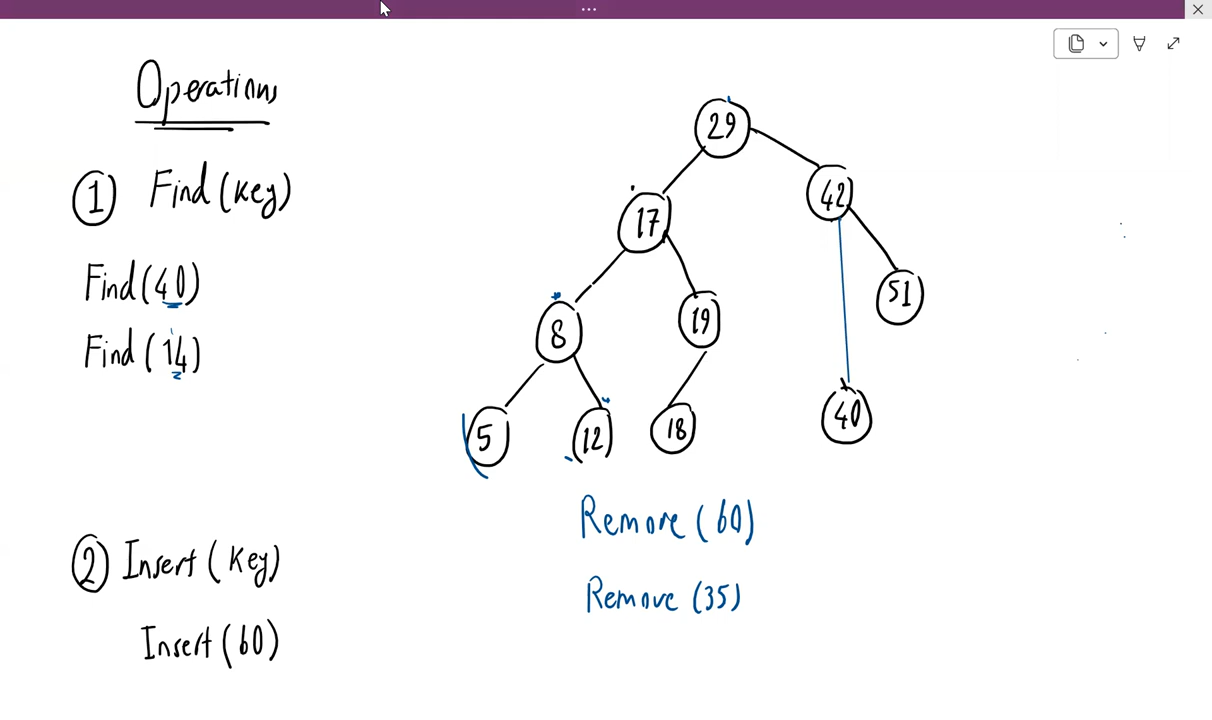 Operations
① Find(Key)
Find(40)
Find(14)
② Insert(Key)
Insert(60)
29
17
42
8
19
51
5
12
18
40
Remove(60)
Remove(35)